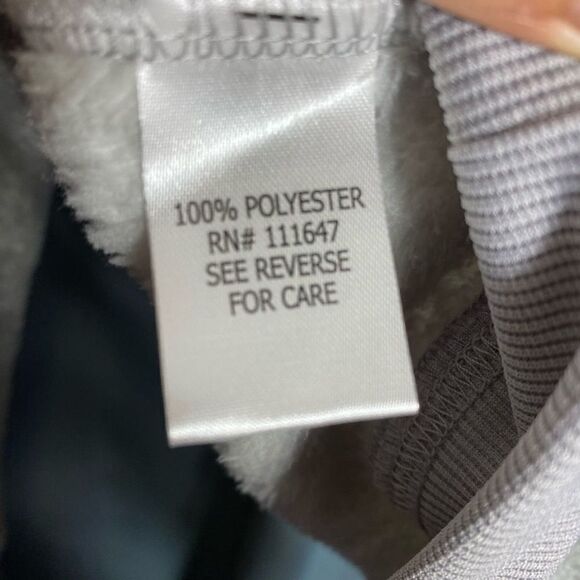 100% POLYESTER
RN# 111647
SEE REVERSE
FOR CARE